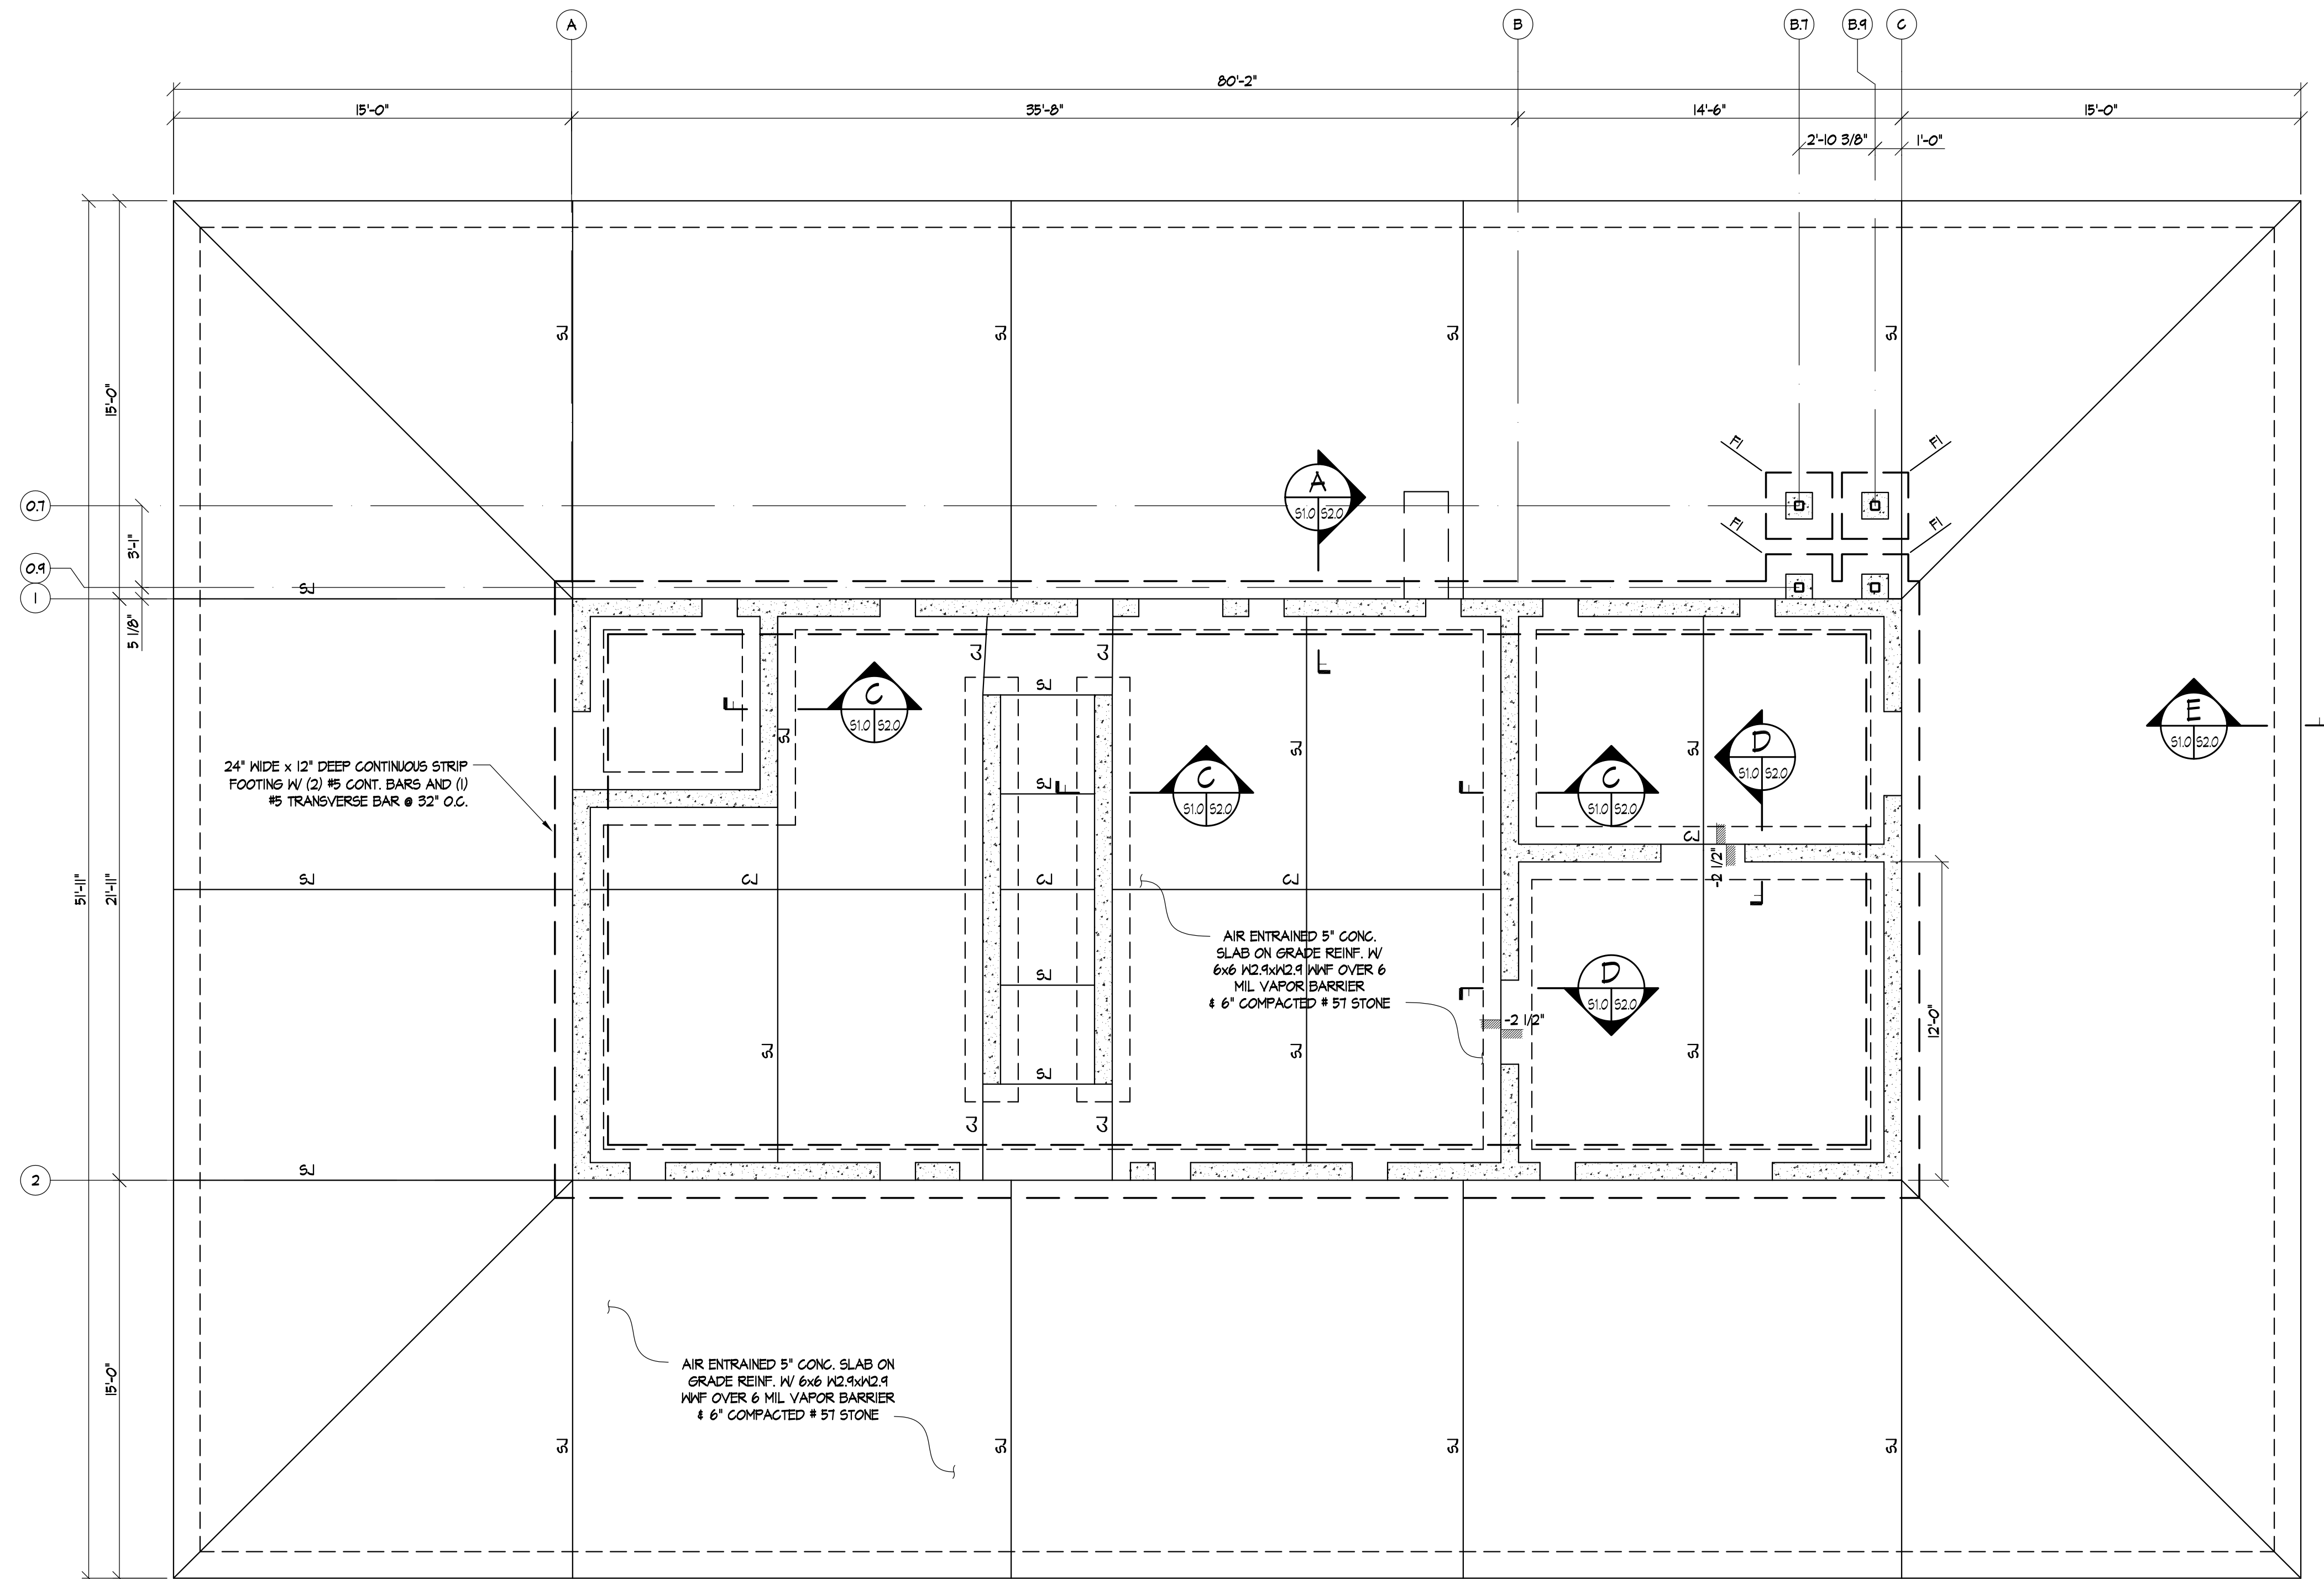 A
B
B.7
B.9
C
80'-2"
15'-0"
35'-8"
14'-6"
15'-0"
2'-10 3/8"
1'-0"
SJ
SJ
SJ
SJ
15'-0"
F1
F1
A
S1.0
S2.0
0.7
3'-1"
F1
F1
0.9
SJ
1
5 1/8"
CJ
CJ
SJ
C
S1.0
S2.0
E
S1.0
S2.0
SJ
SJ
SJ
D
S1.0
S2.0
24" WIDE x 12" DEEP CONTINUOUS STRIP
FOOTING W/ (2) #5 CONT. BARS AND (1)
#5 TRANSVERSE BAR @ 32" O.C.
SJ
C
S1.0
S2.0
C
S1.0
S2.0
CJ
-2 1/2"
51'-11"
21'-11"
SJ
CJ
CJ
CJ
AIR ENTRAINED 5" CONC.
SLAB ON GRADE REINF. W/
6x6 W2.9xW2.9 WWF OVER 6
MIL VAPOR BARRIER
& 6" COMPACTED # 57 STONE
SJ
D
S1.0
S2.0
-2 1/2"
12'-0"
SJ
SJ
SJ
SJ
CJ
CJ
SJ
2
15'-0"
AIR ENTRAINED 5" CONC. SLAB ON
GRADE REINF. W/ 6x6 W2.9xW2.9
WWF OVER 6 MIL VAPOR BARRIER
& 6" COMPACTED # 57 STONE
SJ
SJ
SJ
SJ